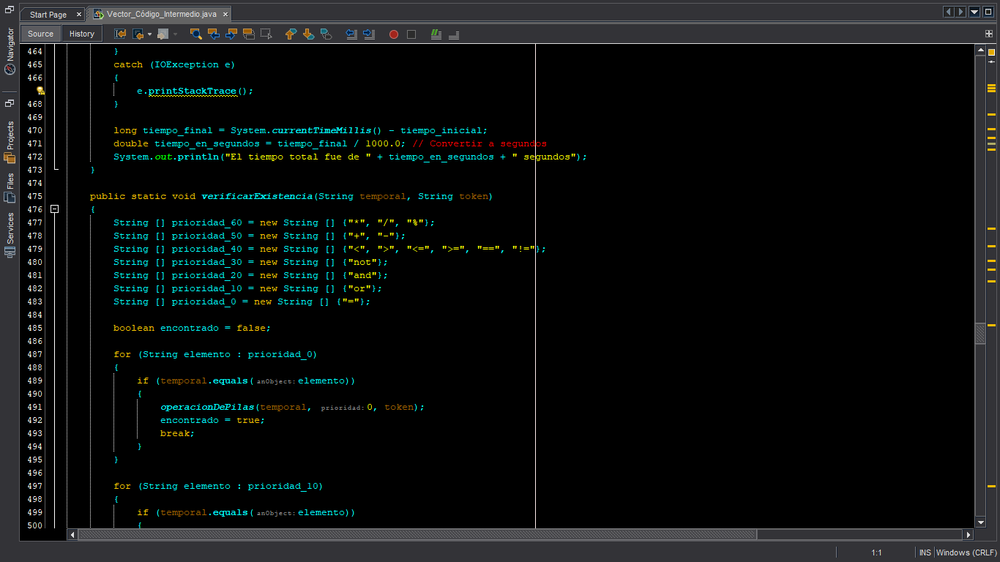 Start Page
Vector_Código_Intermedio.java
Source History
Navigator
Projects
Files
Services
464 }
465 catch (IOException e)
466 {
e.printStackTrace();
468 }
469
470 long tiempo_final = System.currentTimeMillis() - tiempo_inicial;
471 double tiempo_en_segundos = tiempo_final / 1000.0; // Convertir a segundos
472 System.out.println("El tiempo total fue de " + tiempo_en_segundos + " segundos");
473 }
474
475 public static void verificarExistencia(String temporal, String token)
476 {
477 String [] prioridad_60 = new String [] {"*", "/", "%"};
478 String [] prioridad_50 = new String [] {"+", "-"};
479 String [] prioridad_40 = new String [] {"<", ">", "<=", ">=", "==", "!="};
480 String [] prioridad_30 = new String [] {"not"};
481 String [] prioridad_20 = new String [] {"and"};
482 String [] prioridad_10 = new String [] {"or"};
483 String [] prioridad_0 = new String [] {"="};
484
485 boolean encontrado = false;
486
487 for (String elemento : prioridad_0)
488 {
489 if (temporal.equals( anObject: elemento))
490 {
491 operacionDePilas(temporal, prioridad: 0, token);
492 encontrado = true;
493 break;
494 }
495 }
496
497 for (String elemento : prioridad_10)
498 {
499 if (temporal.equals( anObject: elemento))
500 {
1:1 INS Windows (CRLF)